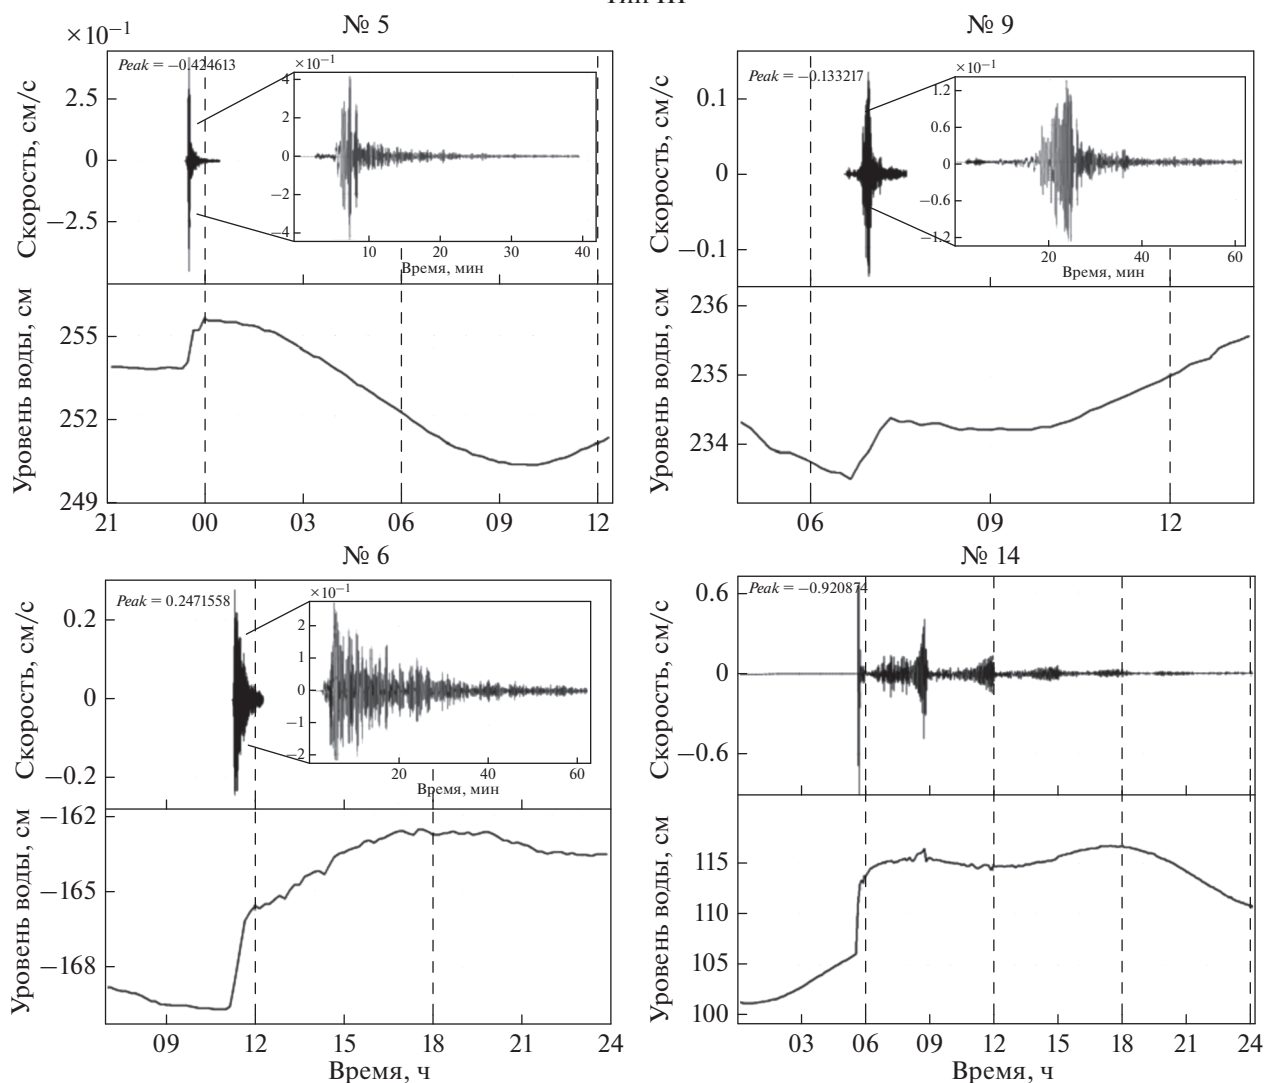 Тип III
№ 5
×10⁻¹
Peak = −0.424613
Скорость, см/с
2.5
0
−2.5
×10⁻¹
4
2
0
−2
−4
10 20 30 40
Время, мин
Уровень воды, см
255
252
249
21 00 03 06 09 12
№ 9
Peak = −0.133217
Скорость, см/с
0.1
0
−0.1
×10⁻¹
1.2
0.6
0
−0.6
−1.2
20 40 60
Время, мин
Уровень воды, см
236
235
234
06 09 12
№ 6
Peak = 0.2471558
Скорость, см/с
0.2
0
−0.2
×10⁻¹
2
1
0
−1
−2
20 40 60
Время, мин
Уровень воды, см
−162
−165
−168
09 12 15 18 21 24
Время, ч
№ 14
Peak = −0.920874
Скорость, см/с
0.6
0
−0.6
Уровень воды, см
115
110
105
100
03 06 09 12 15 18 21 24
Время, ч